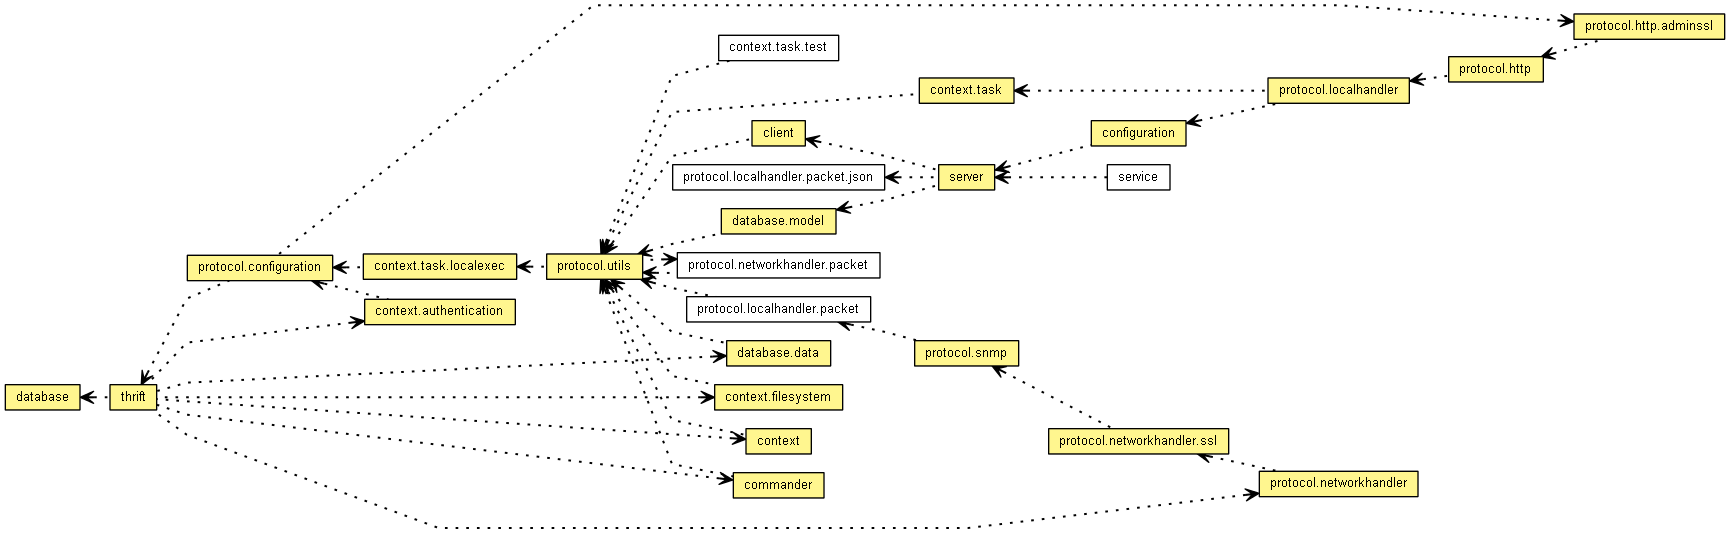 protocol.http.adminssl
context.task.test
protocol.http
context.task
protocol.localhandler
client
configuration
protocol.localhandler.packet.json
server
service
database.model
protocol.configuration
context.task.localexec
protocol.utils
protocol.networkhandler.packet
context.authentication
protocol.localhandler.packet
database.data
protocol.snmp
database
thrift
context.filesystem
context
protocol.networkhandler.ssl
commander
protocol.networkhandler